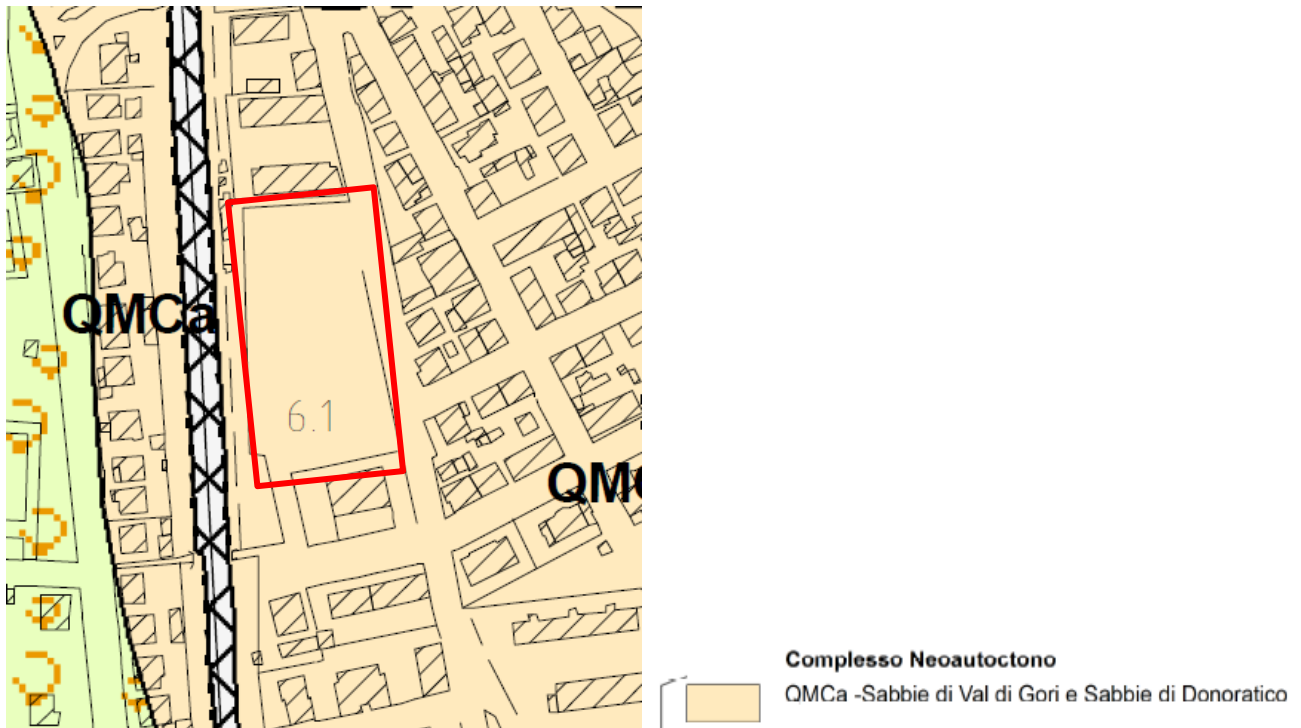 QMCa
6.1
QMC
Complesso Neoautoctono
QMCa -Sabbie di Val di Gori e Sabbie di Donoratico